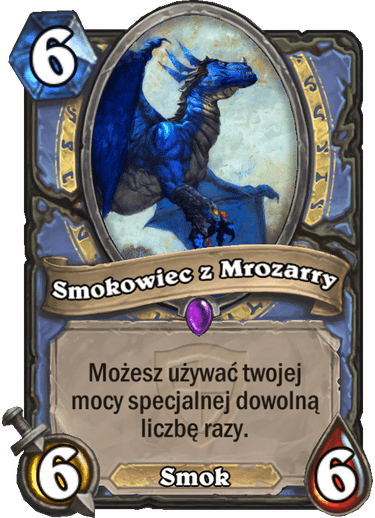 6
Smokowiec z Mrozarry
Możesz używać twojej
mocy specjalnej dowolną
liczbę razy.
6
Smok
6